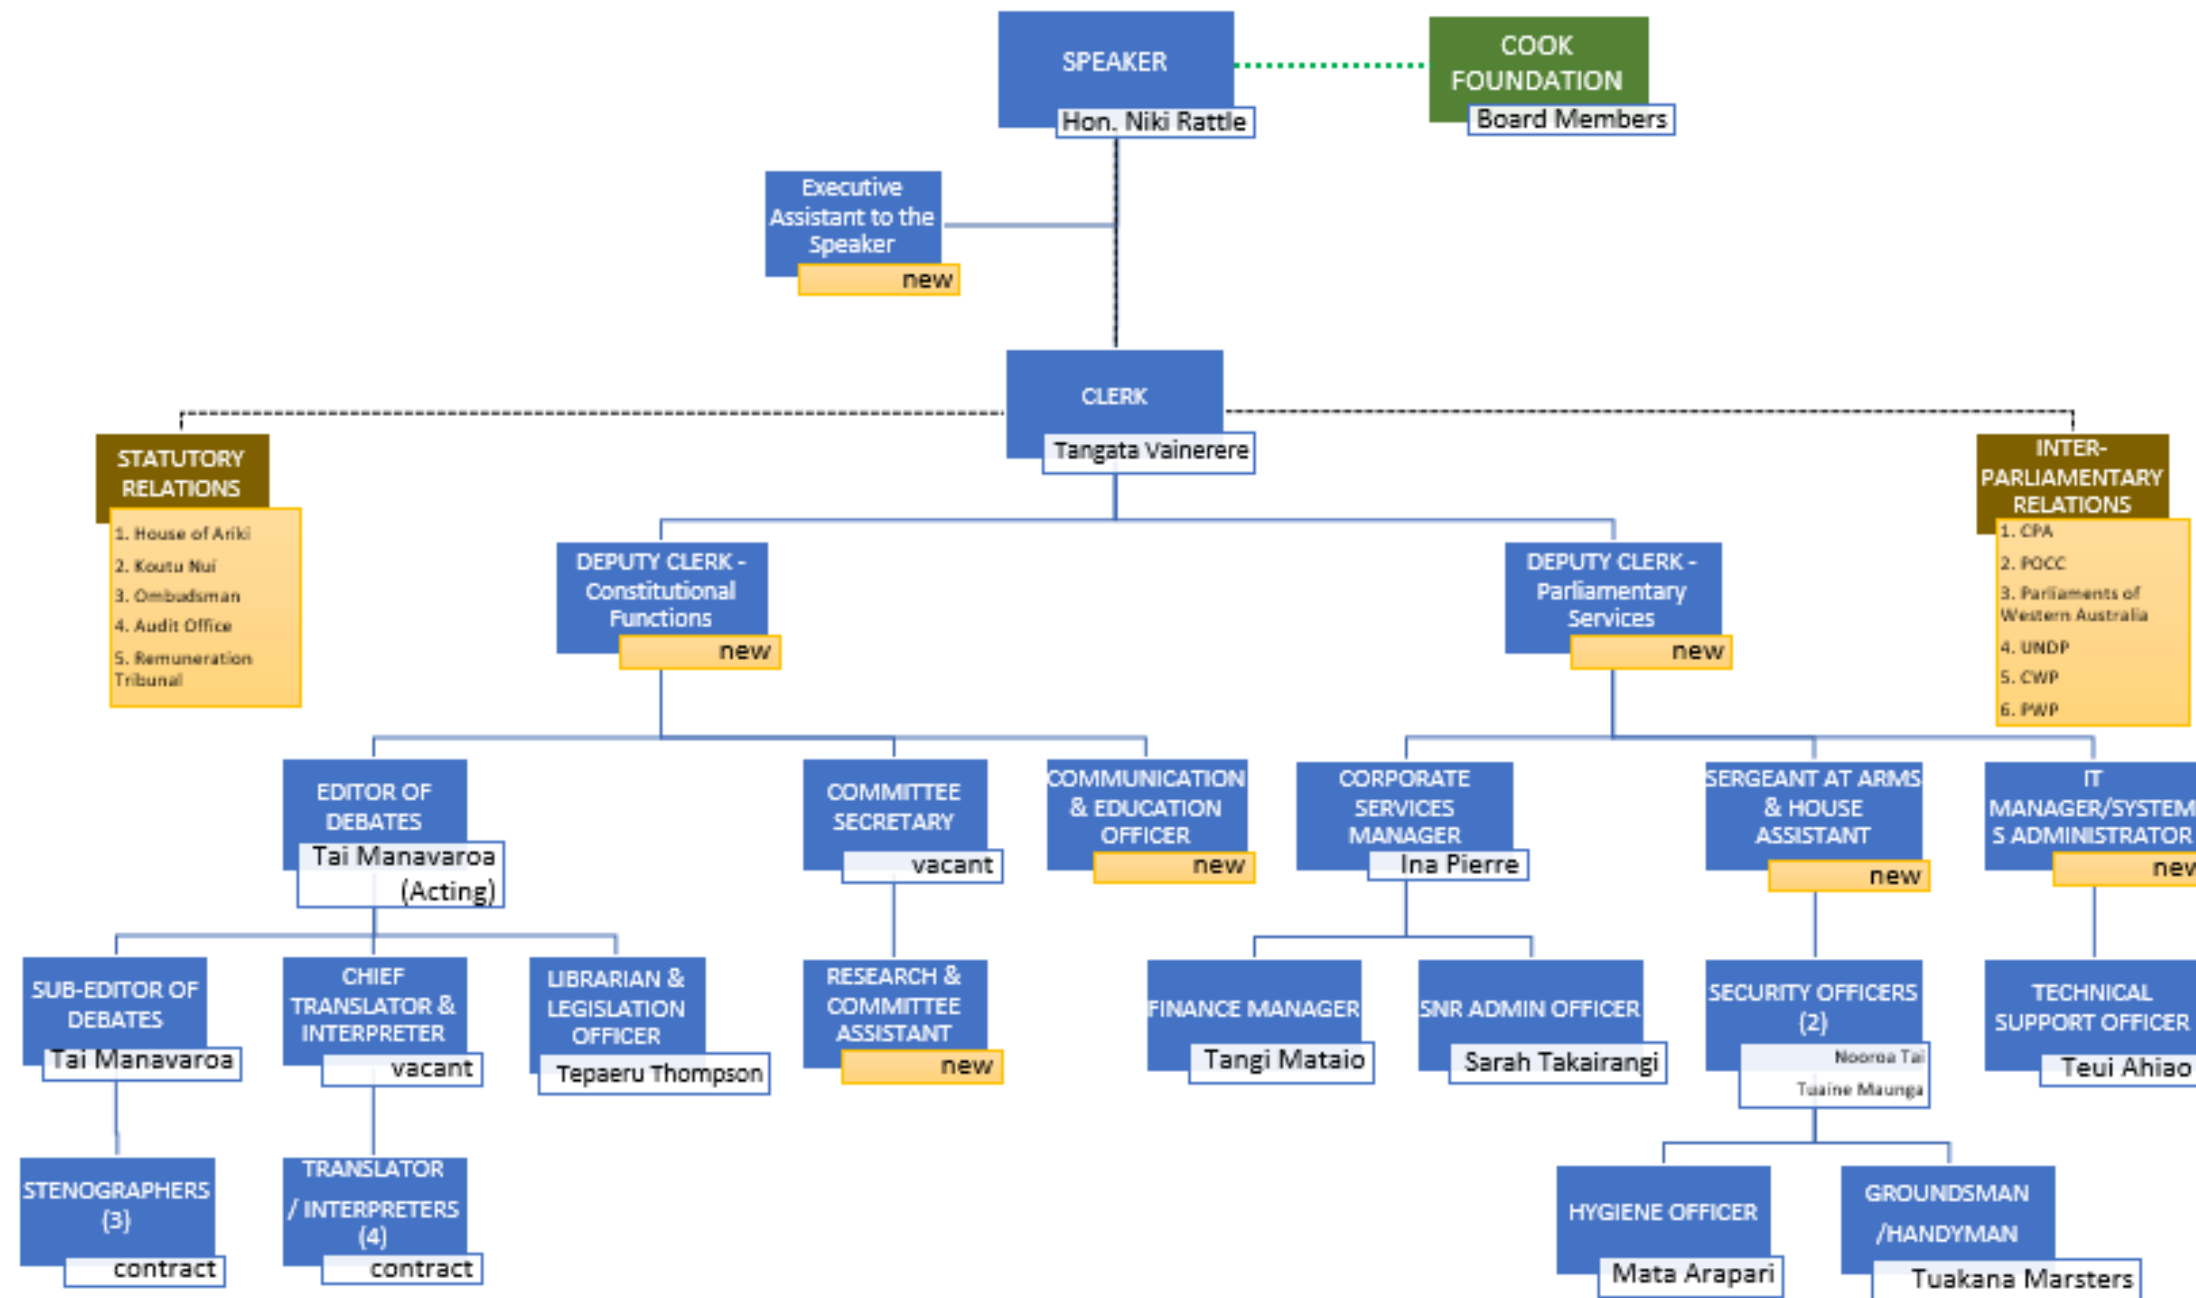 SPEAKER
Hon. Niki Rattle
COOK
FOUNDATION
Board Members
Executive
Assistant to the
Speaker
new
CLERK
Tangata Vainerere
STATUTORY
RELATIONS
1. House of Ariki
2. Koutu Nui
3. Ombudsman
4. Audit Office
5. Remuneration
Tribunal
INTER-
PARLIAMENTARY
RELATIONS
1. CPA
2. POCC
3. Parliaments of
Western Australia
4. UNDP
5. CWP
6. PWP
DEPUTY CLERK -
Constitutional
Functions
new
DEPUTY CLERK -
Parliamentary
Services
new
EDITOR OF
DEBATES
Tai Manavaroa
(Acting)
COMMITTEE
SECRETARY
vacant
COMMUNICATION
& EDUCATION
OFFICER
new
CORPORATE
SERVICES
MANAGER
Ina Pierre
SERGEANT AT ARMS
& HOUSE
ASSISTANT
new
IT
MANAGER/SYSTEM
S ADMINISTRATOR
new
SUB-EDITOR OF
DEBATES
Tai Manavaroa
CHIEF
TRANSLATOR &
INTERPRETER
vacant
LIBRARIAN &
LEGISLATION
OFFICER
Tepaeru Thompson
RESEARCH &
COMMITTEE
ASSISTANT
new
FINANCE MANAGER
Tangi Mataio
SNR ADMIN OFFICER
Sarah Takairangi
SECURITY OFFICERS
(2)
Nooroa Tai
Tuaine Maunga
TECHNICAL
SUPPORT OFFICER
Teui Ahiao
STENOGRAPHERS
(3)
contract
TRANSLATOR
/ INTERPRETERS
(4)
contract
HYGIENE OFFICER
Mata Arapari
GROUNDSMAN
/HANDYMAN
Tuakana Marsters